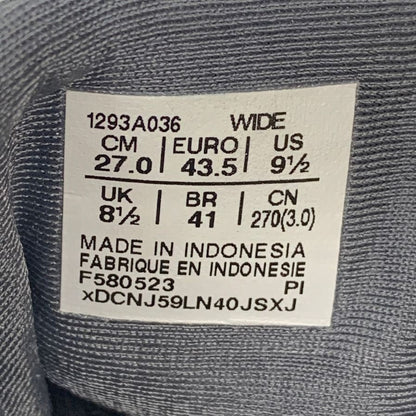 1293A036 WIDE
CM | EURO | US
27.0 | 43.5 | 9½
UK | BR | CN
8½ | 41 | 270(3.0)
MADE IN INDONESIA
FABRIQUE EN INDONESIE
F580523 PI
xDCNJ59LN40JSXJ